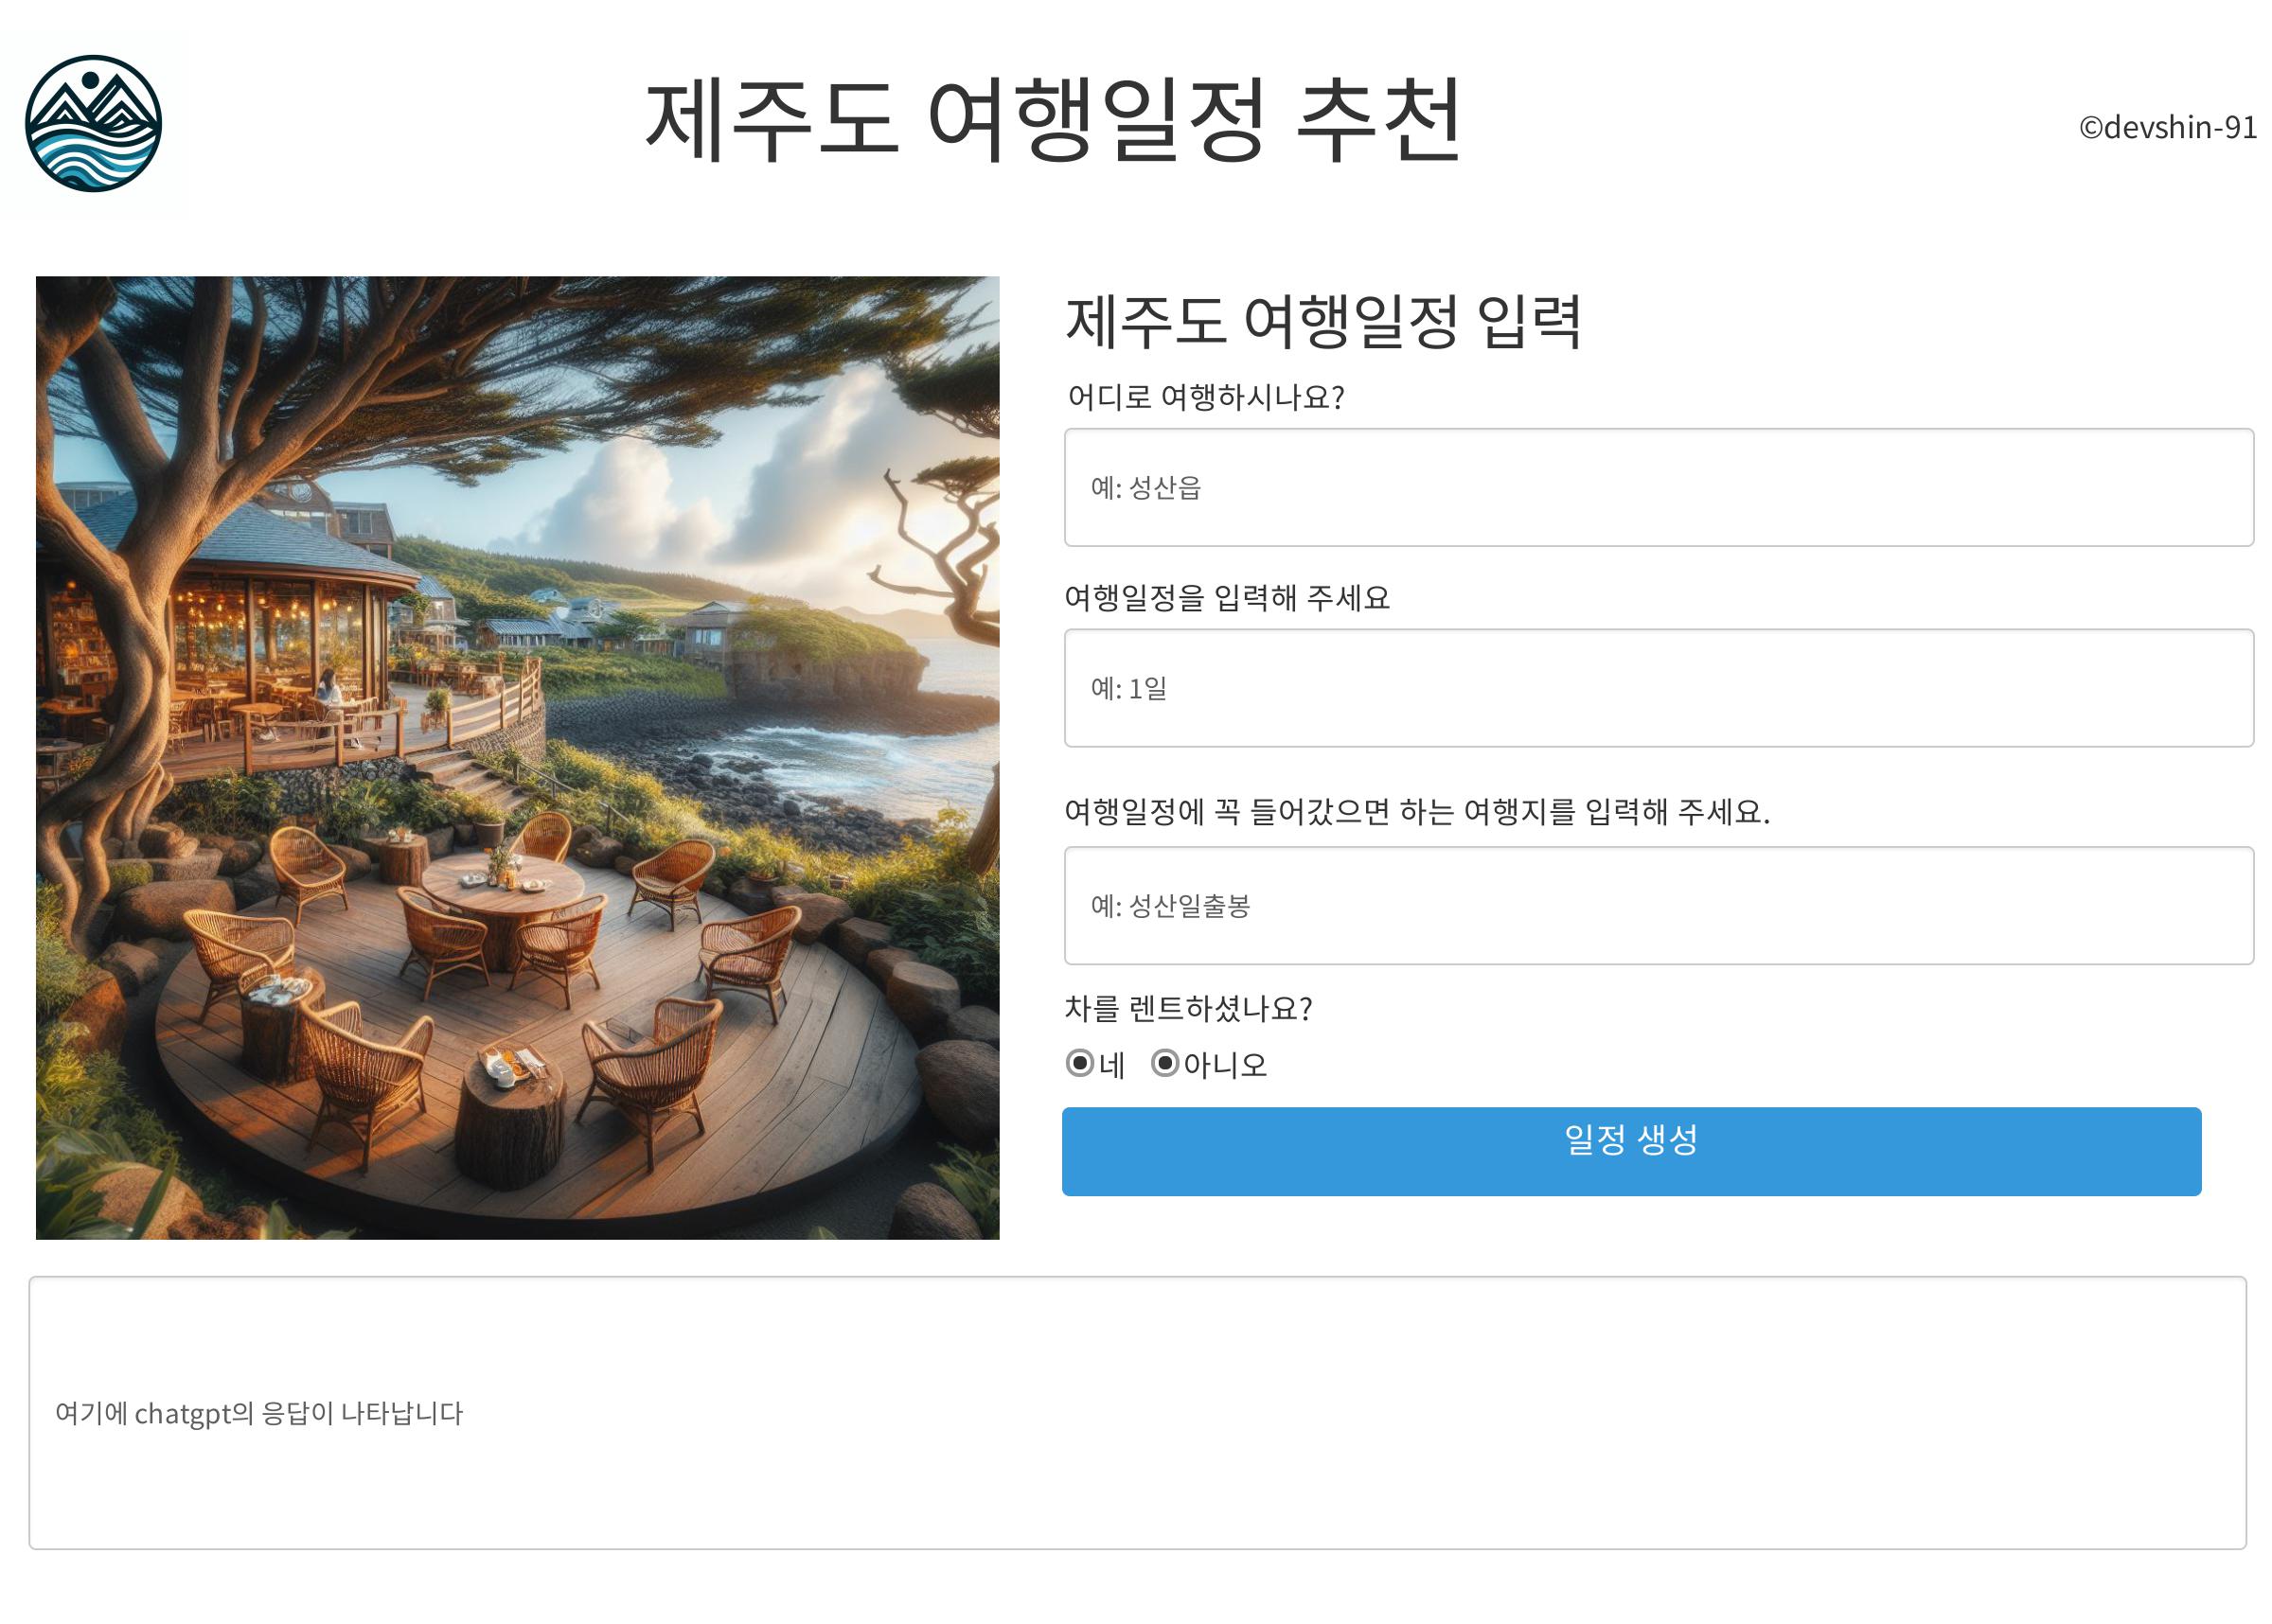 제주도 여행일정 추천
©devshin-91
제주도 여행일정 입력
어디로 여행하시나요?
예: 성산읍
여행일정을 입력해 주세요
예: 1일
여행일정에 꼭 들어갔으면 하는 여행지를 입력해 주세요.
예: 성산일출봉
차를 렌트하셨나요?
네 아니오
일정 생성
여기에 chatgpt의 응답이 나타납니다